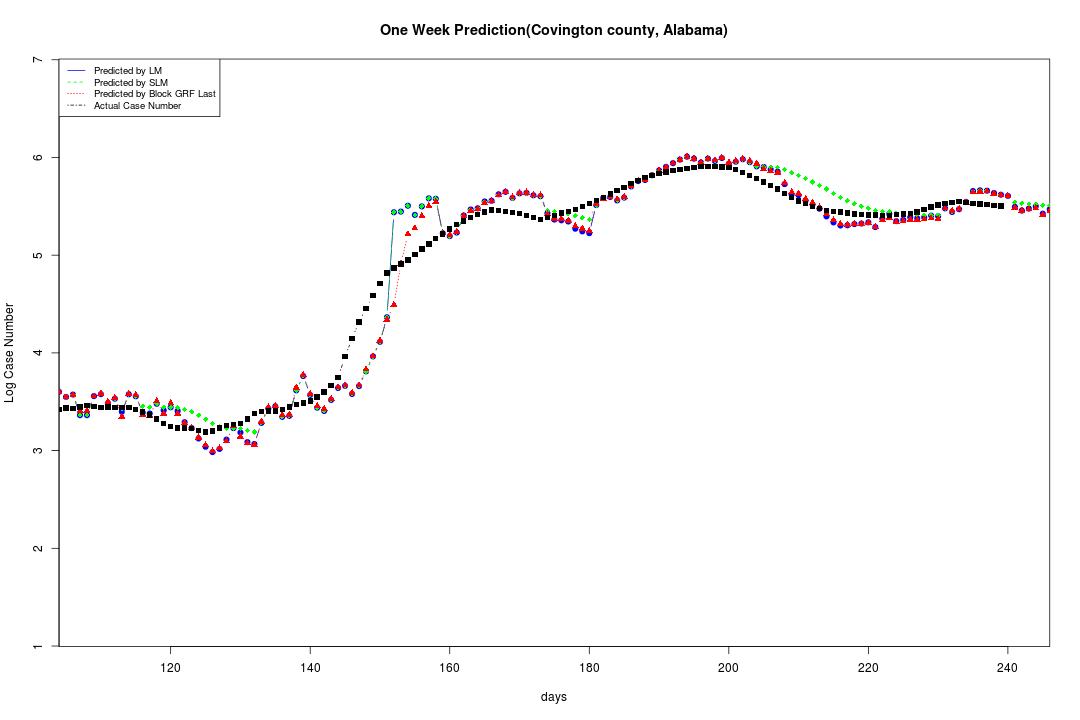 One Week Prediction(Covington county, Alabama)
7
Predicted by LM
Predicted by SLM
Predicted by Block GRF Last
Actual Case Number
6
5
4
3
2
1
Log Case Number
120 140 160 180 200 220 240
days